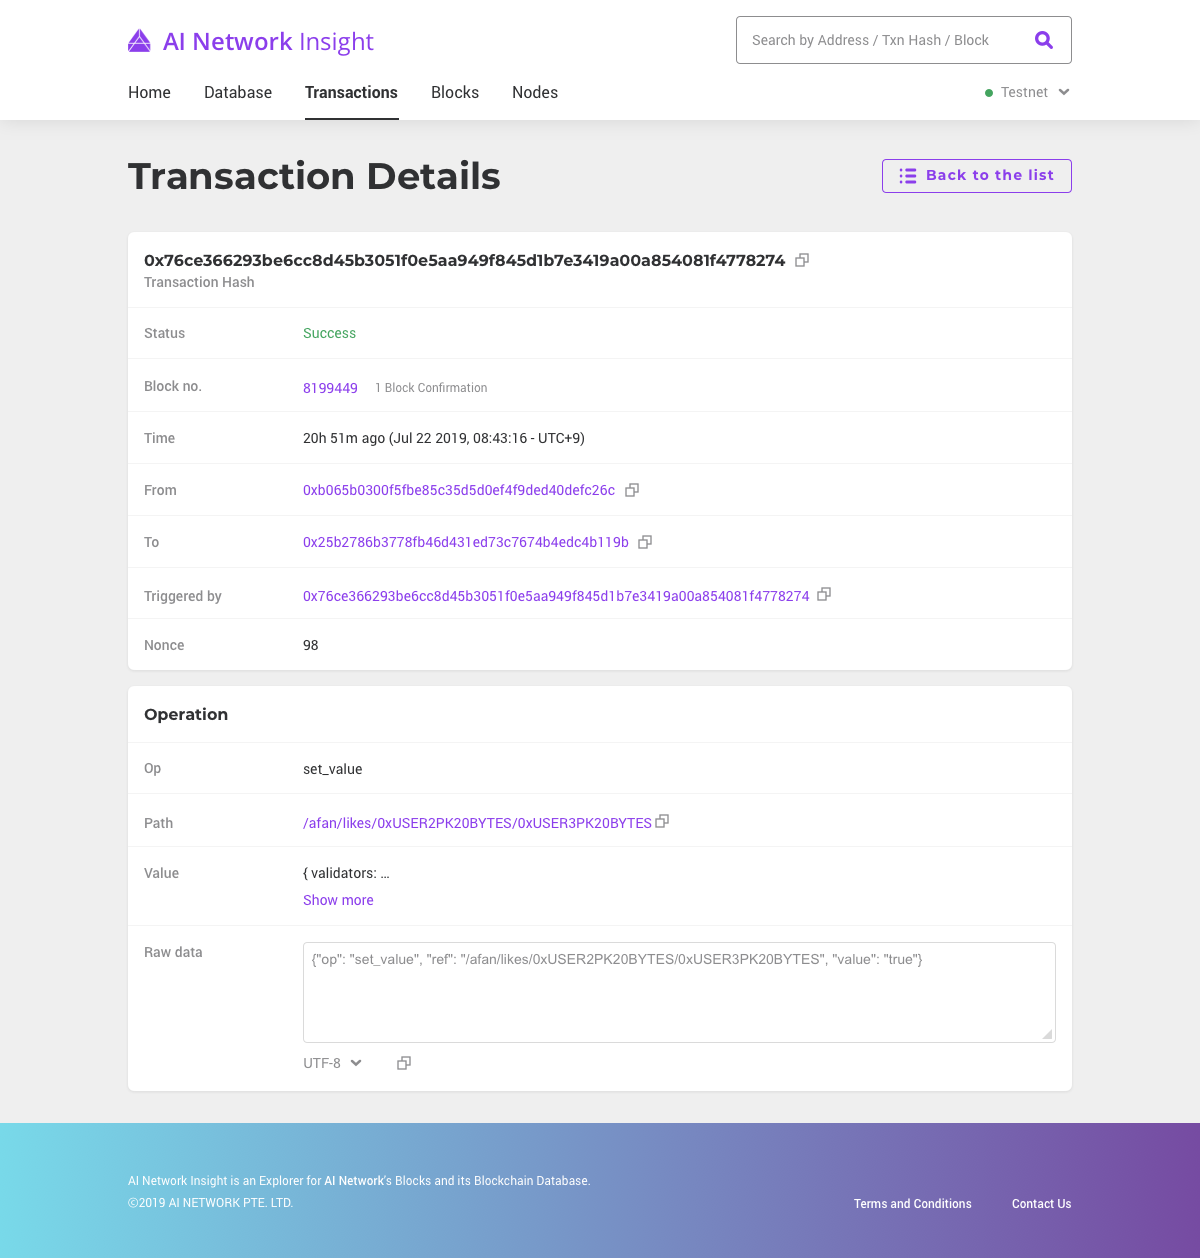 AI Network Insight
Search by Address / Txn Hash / Block
Home Database Transactions Blocks Nodes
Testnet
Transaction Details
Back to the list
0x76ce366293be6cc8d45b3051f0e5aa949f845d1b7e3419a00a854081f4778274
Transaction Hash
Status Success
Block no. 8199449 1 Block Confirmation
Time 20h 51m ago (Jul 22 2019, 08:43:16 - UTC+9)
From 0xb065b0300f5fbe85c35d5d0ef4f9ded40defc26c
To 0x25b2786b3778fb46d431ed73c7674b4edc4b119b
Triggered by 0x76ce366293be6cc8d45b3051f0e5aa949f845d1b7e3419a00a854081f4778274
Nonce 98
Operation
Op set_value
Path /afan/likes/0xUSER2PK20BYTES/0xUSER3PK20BYTES
Value { validators: ...
Show more
Raw data {"op": "set_value", "ref": "/afan/likes/0xUSER2PK20BYTES/0xUSER3PK20BYTES", "value": "true"}
UTF-8
AI Network Insight is an Explorer for AI Network's Blocks and its Blockchain Database.
©2019 AI NETWORK PTE. LTD.
Terms and Conditions Contact Us